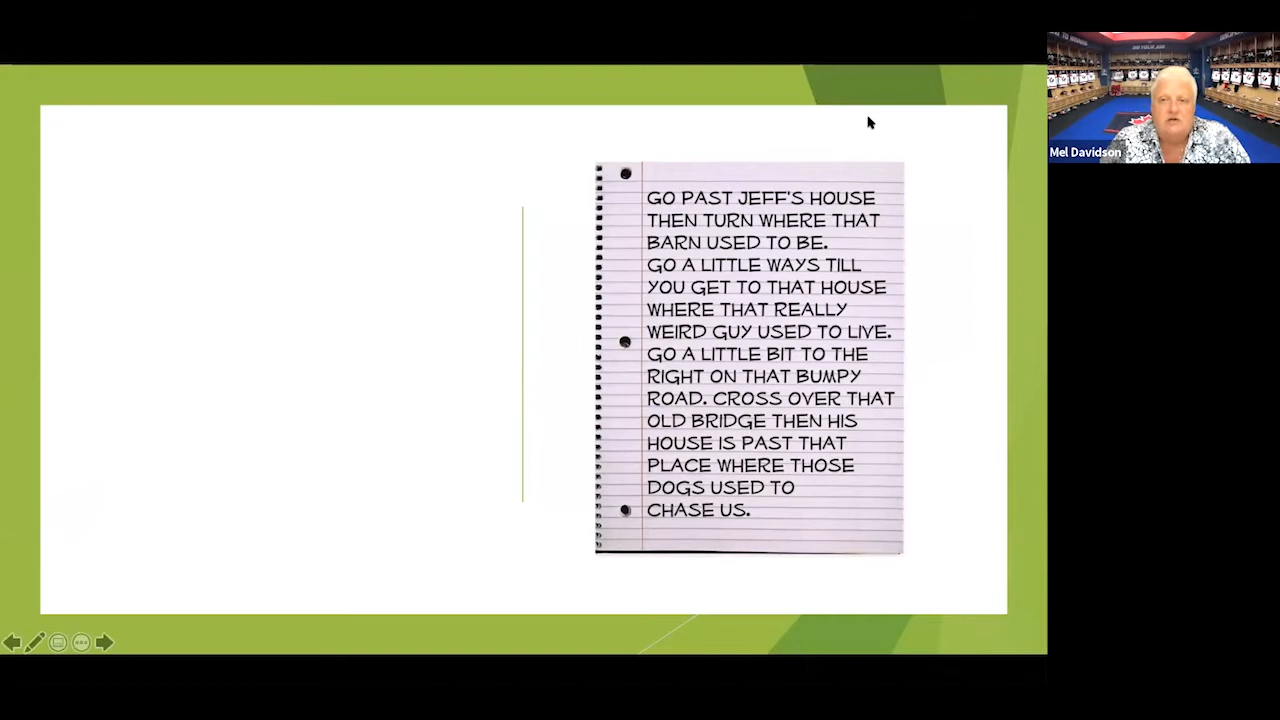 GO PAST JEFF'S HOUSE
THEN TURN WHERE THAT
BARN USED TO BE.
GO A LITTLE WAYS TILL
YOU GET TO THAT HOUSE
WHERE THAT REALLY
WEIRD GUY USED TO LIVE.
GO A LITTLE BIT TO THE
RIGHT ON THAT BUMPY
ROAD. CROSS OVER THAT
OLD BRIDGE THEN HIS
HOUSE IS PAST THAT
PLACE WHERE THOSE
DOGS USED TO
CHASE US.
Mel Davidson